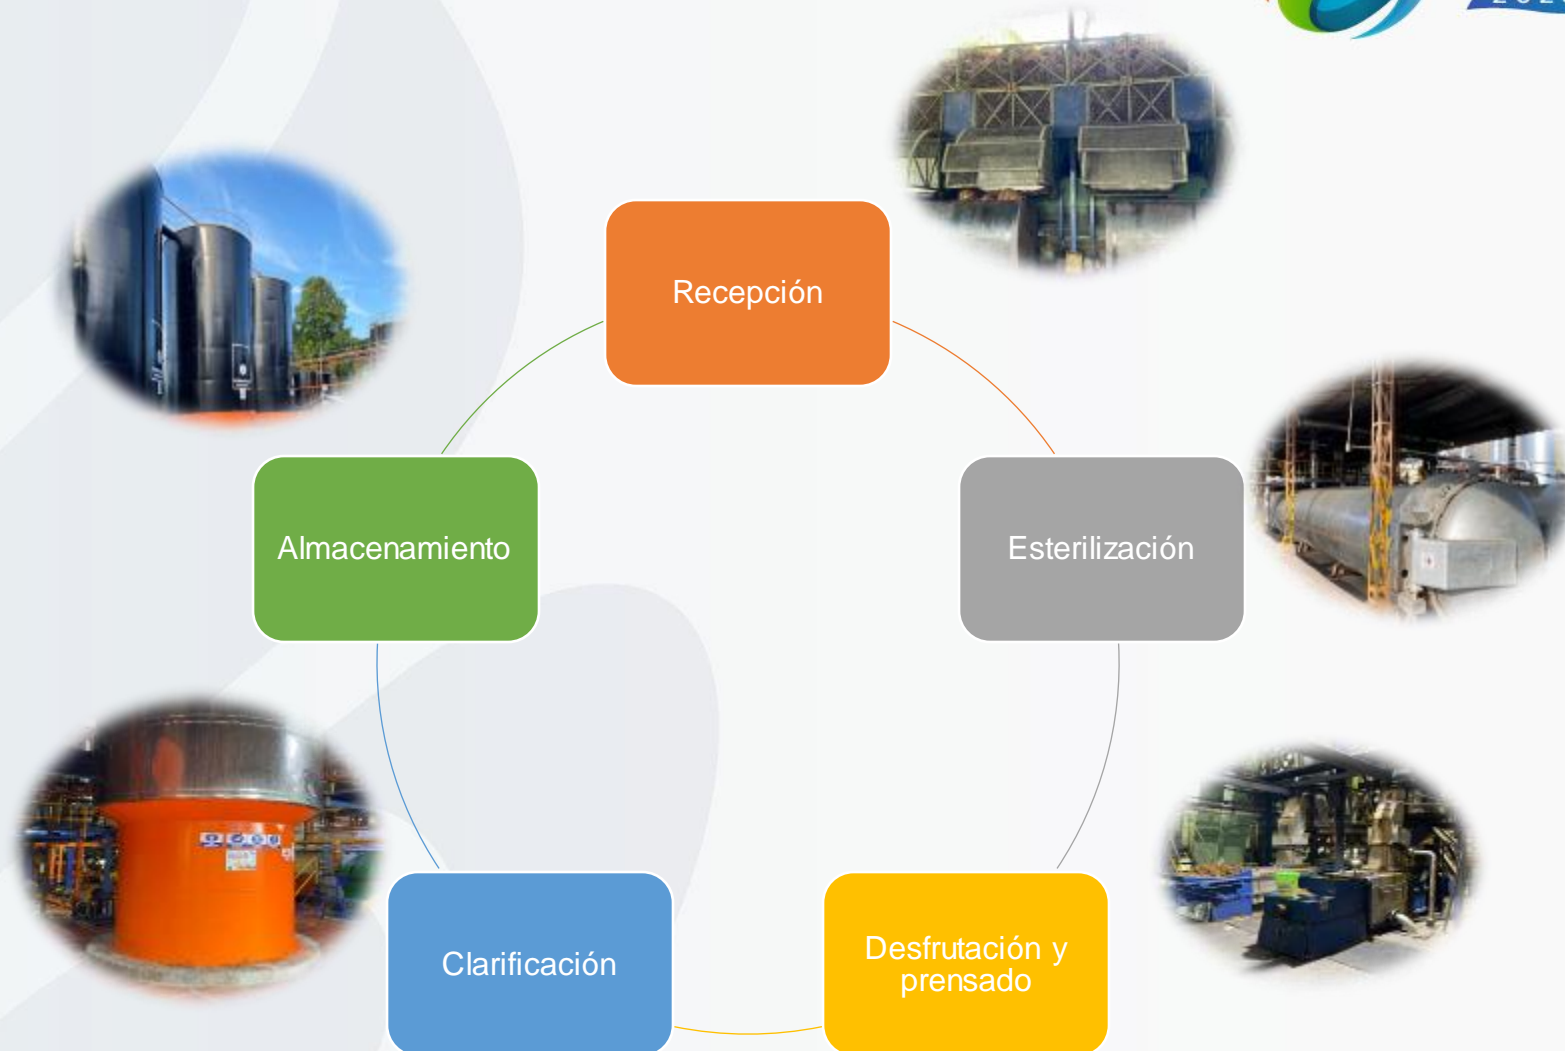 Recepción
Almacenamiento
Esterilización
Clarificación
Desfrutación y
prensado